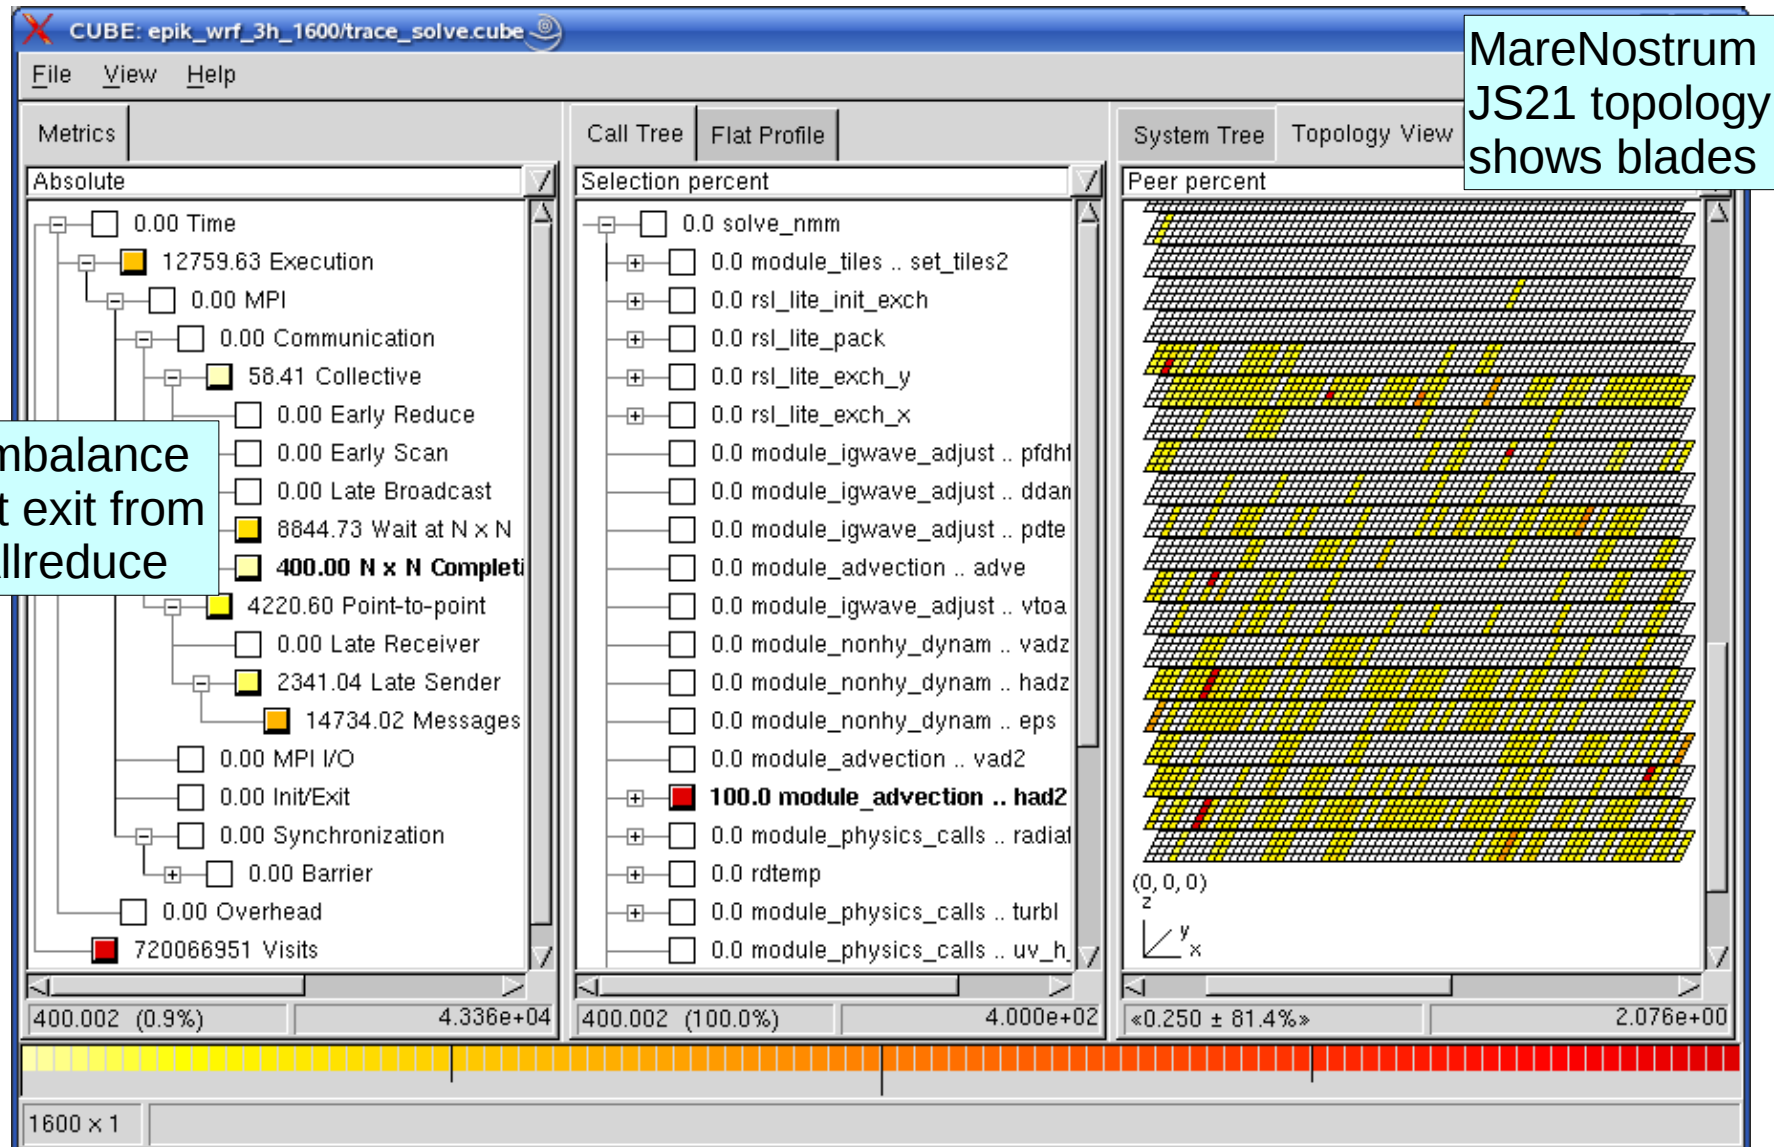 CUBE: epik_wrf_3h_1600/trace_solve.cube
MareNostrum
JS21 topology
shows blades
File View Help
Metrics
Call Tree Flat Profile
System Tree Topology View
Absolute
Selection percent
Peer percent
0.00 Time
12759.63 Execution
0.00 MPI
0.00 Communication
58.41 Collective
0.00 Early Reduce
0.00 Early Scan
0.00 Late Broadcast
8844.73 Wait at N x N
400.00 N x N Completi
4220.60 Point-to-point
0.00 Late Receiver
2341.04 Late Sender
14734.02 Messages
0.00 MPI I/O
0.00 Init/Exit
0.00 Synchronization
0.00 Barrier
0.00 Overhead
720066951 Visits
mbalance
t exit from
llreduce
0.0 solve_nmm
0.0 module_tiles .. set_tiles2
0.0 rsl_lite_init_exch
0.0 rsl_lite_pack
0.0 rsl_lite_exch_y
0.0 rsl_lite_exch_x
0.0 module_igwave_adjust .. pfdht
0.0 module_igwave_adjust .. ddam
0.0 module_igwave_adjust .. pdte
0.0 module_advection .. adve
0.0 module_igwave_adjust .. vtoa
0.0 module_nonhy_dynam .. vadz
0.0 module_nonhy_dynam .. hadz
0.0 module_nonhy_dynam .. eps
0.0 module_advection .. vad2
100.0 module_advection .. had2
0.0 module_physics_calls .. radiat
0.0 rdtemp
0.0 module_physics_calls .. turbl
0.0 module_physics_calls .. uv_h_
(0, 0, 0)
z
y
x
400.002 (0.9%) 4.336e+04
400.002 (100.0%) 4.000e+02
«0.250 ± 81.4%» 2.076e+00
1600 x 1